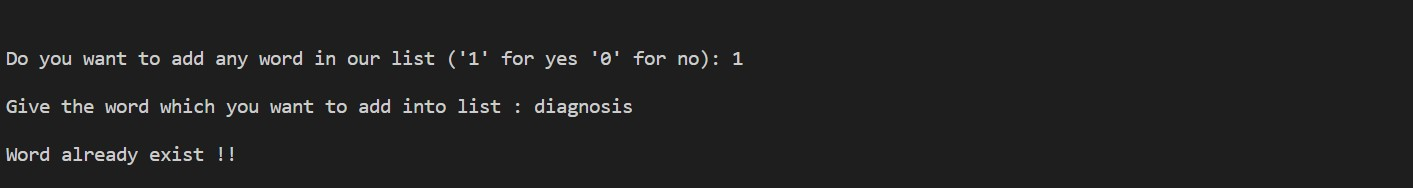 Do you want to add any word in our list ('1' for yes '0' for no): 1
Give the word which you want to add into list : diagnosis
Word already exist !!